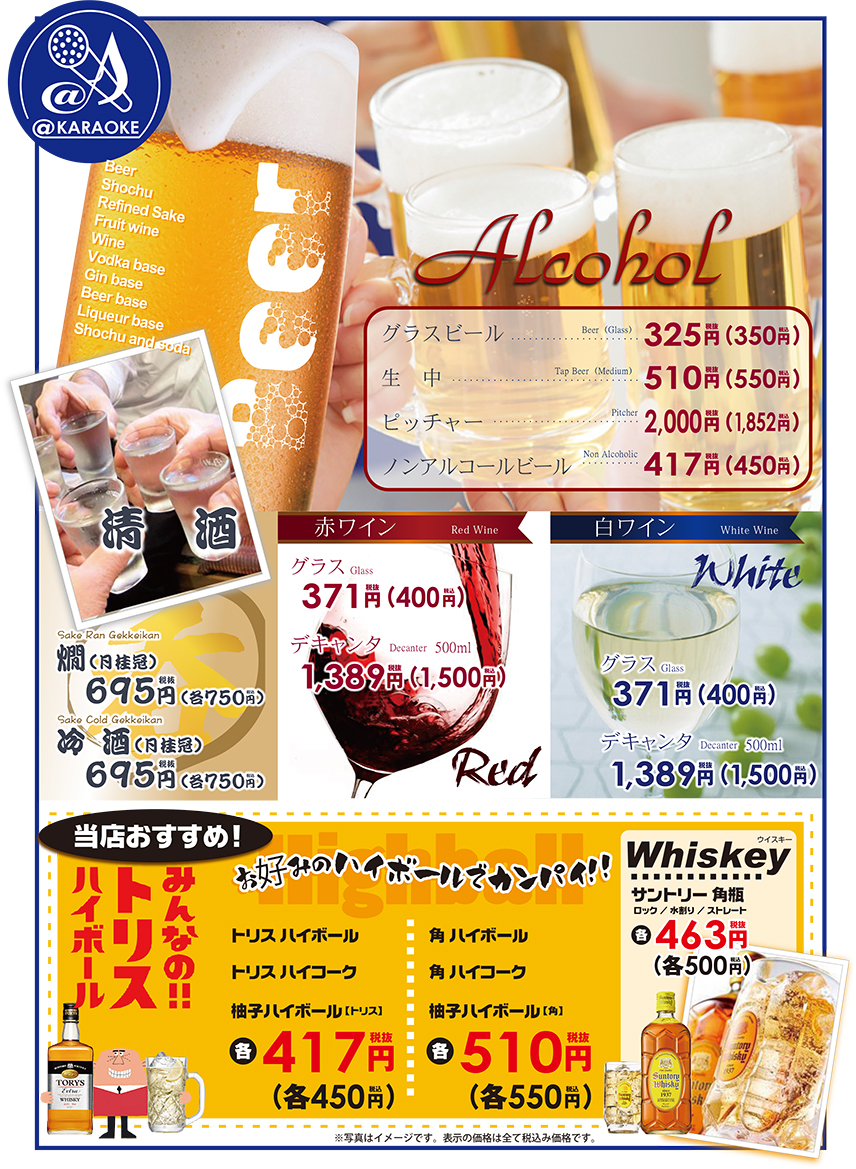 @KARAOKE
Beer
Shochu
Refined Sake
Fruit wine
Wine
Vodka base
Gin base
Beer base
Liqueur base
Shochu and soda
Beer
Alcohol
グラスビール Beer (Glass) 325円税抜(350円税込)
生 中 Tap Beer (Medium) 510円税抜(550円税込)
ピッチャー Pitcher 2,000円税抜(1,852円税込)
ノンアルコールビール Non Alcoholic 417円税抜(450円税込)
清酒
Sake Ran Gekkeikan
燗(月桂冠)
695円税抜(各750円税込)
Sake Cold Gekkeikan
冷 酒(月桂冠)
695円税抜(各750円税込)
赤ワイン Red Wine
グラス Glass
371円税抜(400円税込)
デキャンタ Decanter 500ml
1,389円税抜(1,500円税込)
Red
白ワイン White Wine
White
グラス Glass
371円税抜(400円税込)
デキャンタ Decanter 500ml
1,389円税抜(1,500円税込)
当店おすすめ!
みんなの!!
トリス
ハイボール
Highball
お好みのハイボールでカンパイ!!
トリス ハイボール
トリス ハイコーク
柚子ハイボール【トリス】
各417円税抜
(各450円税込)
角 ハイボール
角 ハイコーク
柚子ハイボール【角】
各510円税抜
(各550円税込)
ウイスキー
Whiskey
サントリー 角瓶
ロック / 水割り / ストレート
各463円税抜
(各500円税込)
TORYS
Extra
WHISKY
Suntory
Whisky
1937
※写真はイメージです。表示の価格は全て税込み価格です。